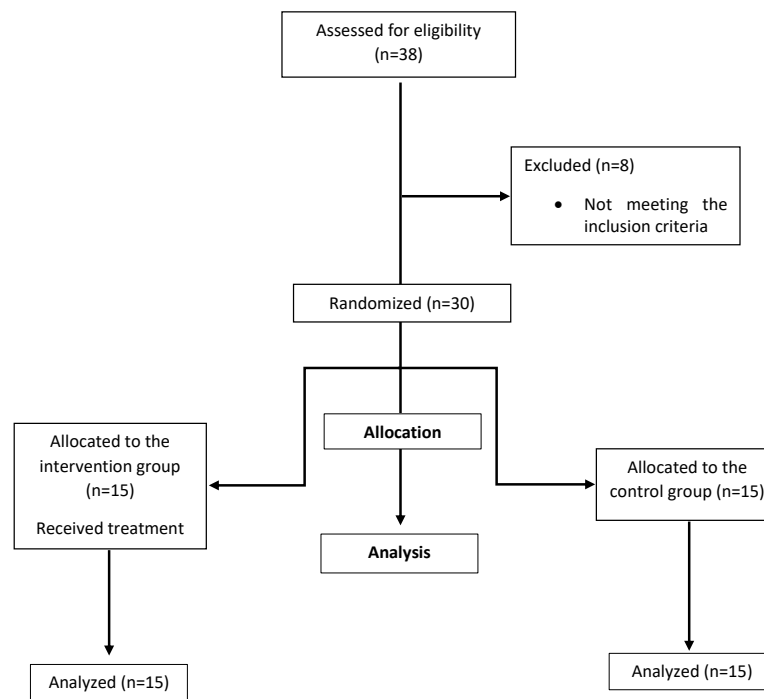 Assessed for eligibility
(n=38)
Excluded (n=8)
• Not meeting the
inclusion criteria
Randomized (n=30)
Allocation
Allocated to the
intervention group
(n=15)
Received treatment
Allocated to the
control group (n=15)
Analysis
Analyzed (n=15)
Analyzed (n=15)